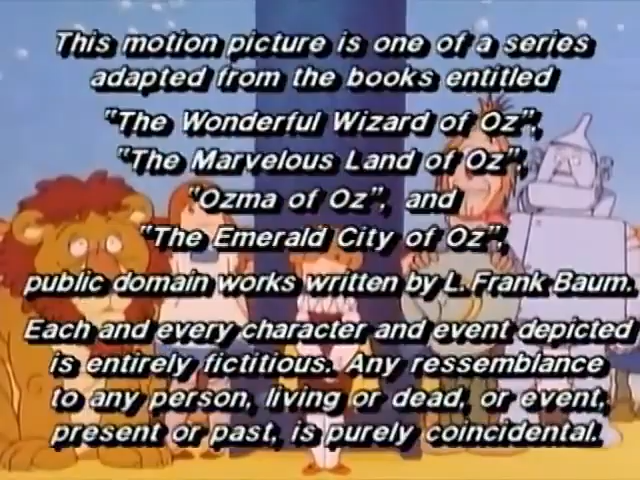 This motion picture is one of a series
adapted from the books entitled
"The Wonderful Wizard of Oz",
"The Marvelous Land of Oz",
"Ozma of Oz", and
"The Emerald City of Oz",
public domain works written by L. Frank Baum.
Each and every character and event depicted
is entirely fictitious. Any ressemblance
to any person, living or dead, or event,
present or past, is purely coincidental.